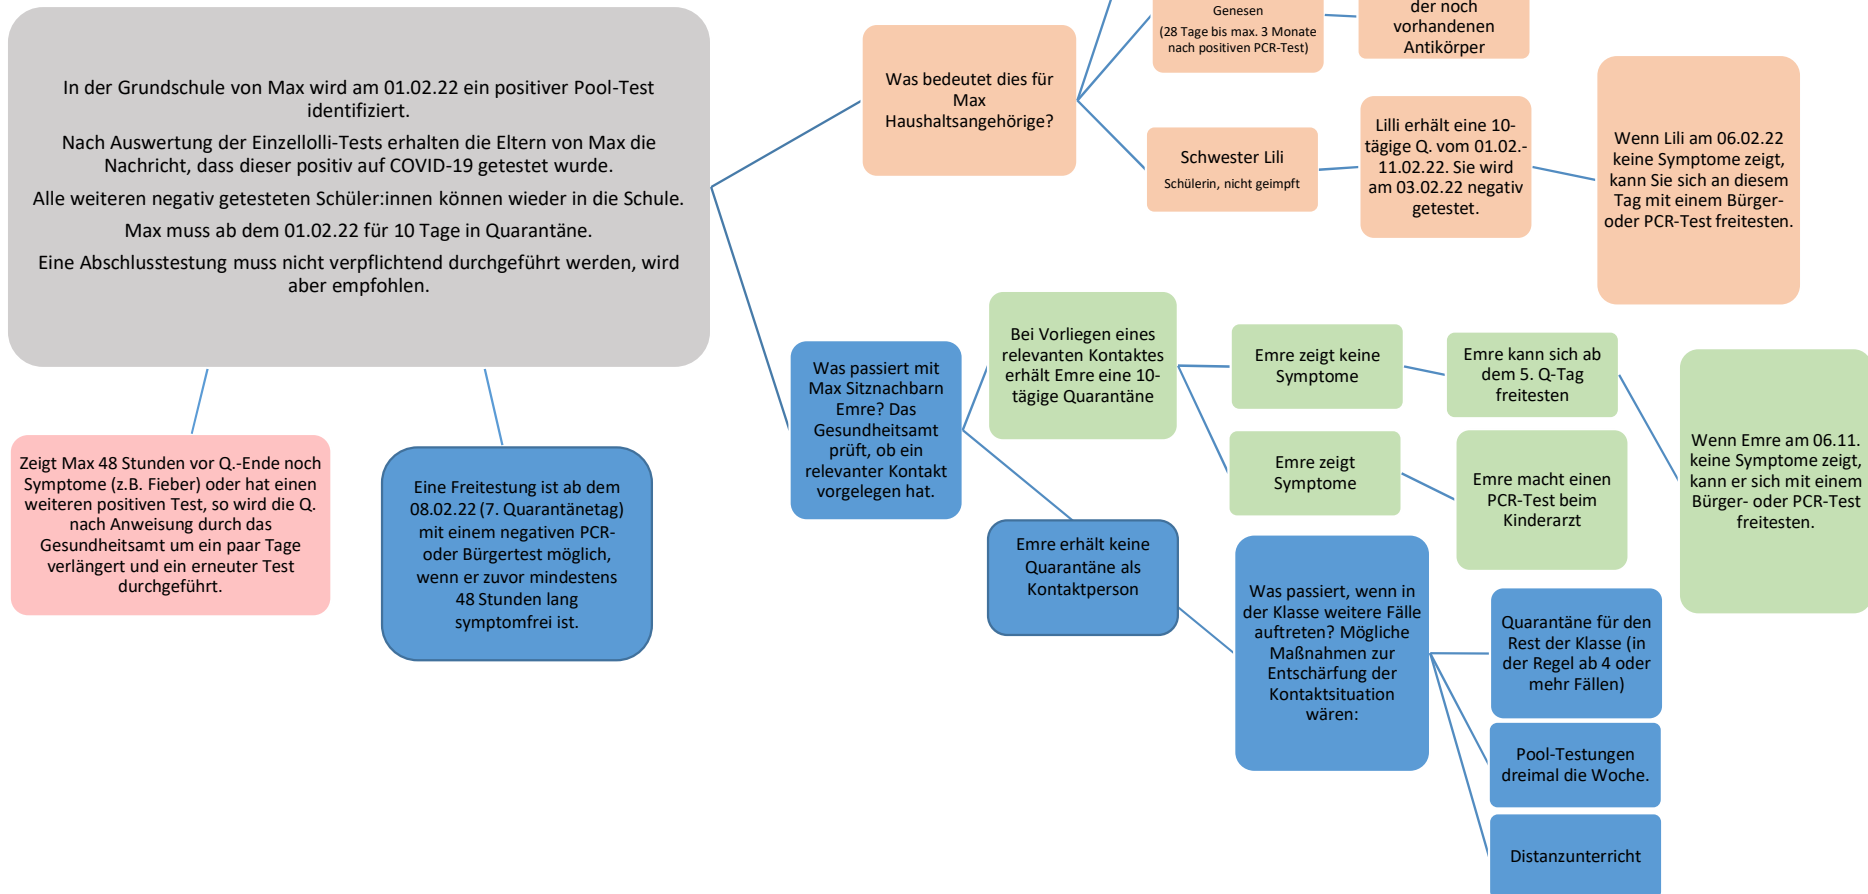 In der Grundschule von Max wird am 01.02.22 ein positiver Pool-Test
identifiziert.
Nach Auswertung der Einzellolli-Tests erhalten die Eltern von Max die
Nachricht, dass dieser positiv auf COVID-19 getestet wurde.
Alle weiteren negativ getesteten Schüler:innen können wieder in die Schule.
Max muss ab dem 01.02.22 für 10 Tage in Quarantäne.
Eine Abschlusstestung muss nicht verpflichtend durchgeführt werden, wird
aber empfohlen.
Zeigt Max 48 Stunden vor Q.-Ende noch
Symptome (z.B. Fieber) oder hat einen
weiteren positiven Test, so wird die Q.
nach Anweisung durch das
Gesundheitsamt um ein paar Tage
verlängert und ein erneuter Test
durchgeführt.
Eine Freitestung ist ab dem
08.02.22 (7. Quarantänetag)
mit einem negativen PCR-
oder Bürgertest möglich,
wenn er zuvor mindestens
48 Stunden lang
symptomfrei ist.
Was bedeutet dies für
Max
Haushaltsangehörige?
Genesen
(28 Tage bis max. 3 Monate
nach positiven PCR-Test)
der noch
vorhandenen
Antikörper
Schwester Lili
Schülerin, nicht geimpft
Lilli erhält eine 10-
tägige Q. vom 01.02.-
11.02.22. Sie wird
am 03.02.22 negativ
getestet.
Wenn Lili am 06.02.22
keine Symptome zeigt,
kann Sie sich an diesem
Tag mit einem Bürger-
oder PCR-Test freitesten.
Was passiert mit
Max Sitznachbarn
Emre? Das
Gesundheitsamt
prüft, ob ein
relevanter Kontakt
vorgelegen hat.
Bei Vorliegen eines
relevanten Kontaktes
erhält Emre eine 10-
tägige Quarantäne
Emre zeigt keine
Symptome
Emre kann sich ab
dem 5. Q-Tag
freitesten
Wenn Emre am 06.11.
keine Symptome zeigt,
kann er sich mit einem
Bürger- oder PCR-Test
freitesten.
Emre zeigt
Symptome
Emre macht einen
PCR-Test beim
Kinderarzt
Emre erhält keine
Quarantäne als
Kontaktperson
Was passiert, wenn in
der Klasse weitere Fälle
auftreten? Mögliche
Maßnahmen zur
Entschärfung der
Kontaktsituation
wären:
Quarantäne für den
Rest der Klasse (in
der Regel ab 4 oder
mehr Fällen)
Pool-Testungen
dreimal die Woche.
Distanzunterricht